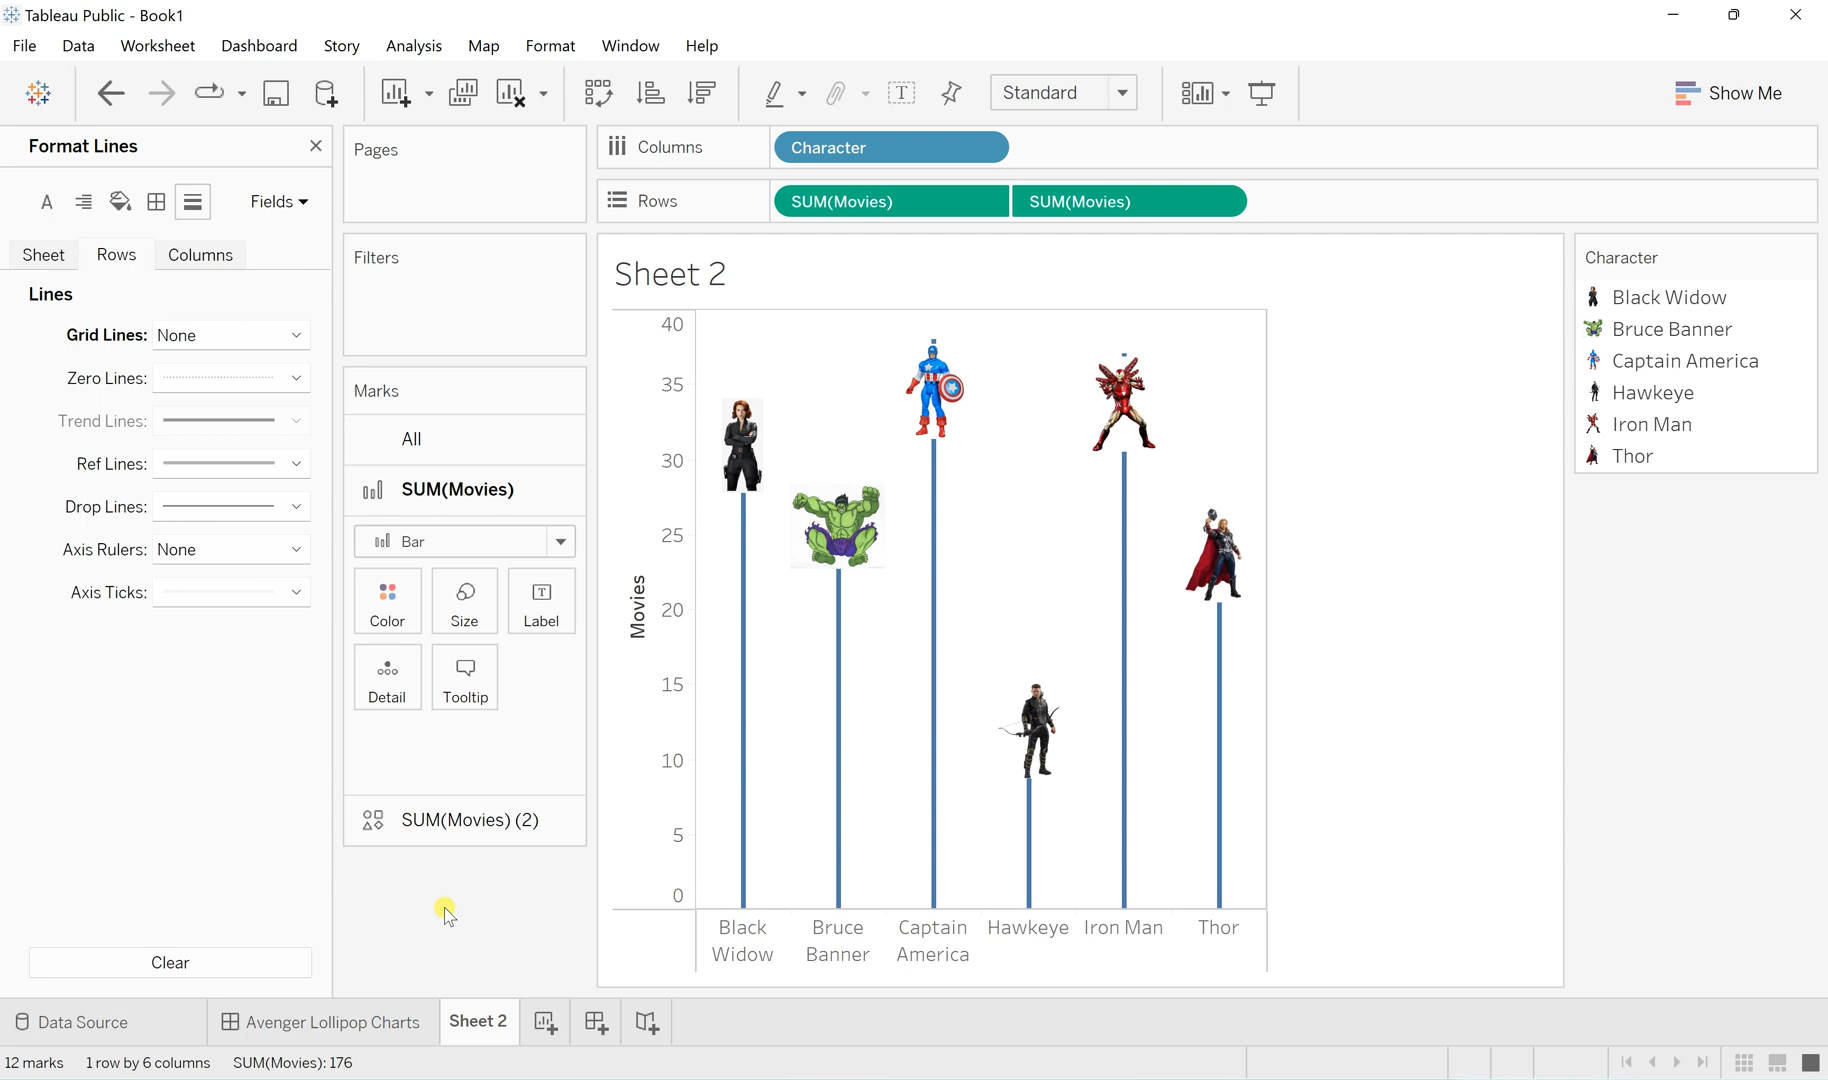 Tableau Public - Book1
File Data Worksheet Dashboard Story Analysis Map Format Window Help
Standard
Show Me
Format Lines
Fields
Sheet Rows Columns
Lines
Grid Lines: None
Zero Lines:
Trend Lines:
Ref Lines:
Drop Lines:
Axis Rulers: None
Axis Ticks:
Clear
Pages
Filters
Marks
All
SUM(Movies)
Bar
Color Size Label
Detail Tooltip
SUM(Movies) (2)
Columns Character
Rows SUM(Movies) SUM(Movies)
Sheet 2
Movies
40
35
30
25
20
15
10
5
0
Black Widow
Bruce Banner
Captain America
Hawkeye
Iron Man
Thor
Character
Black Widow
Bruce Banner
Captain America
Hawkeye
Iron Man
Thor
Data Source Avenger Lollipop Charts Sheet 2
12 marks 1 row by 6 columns SUM(Movies): 176